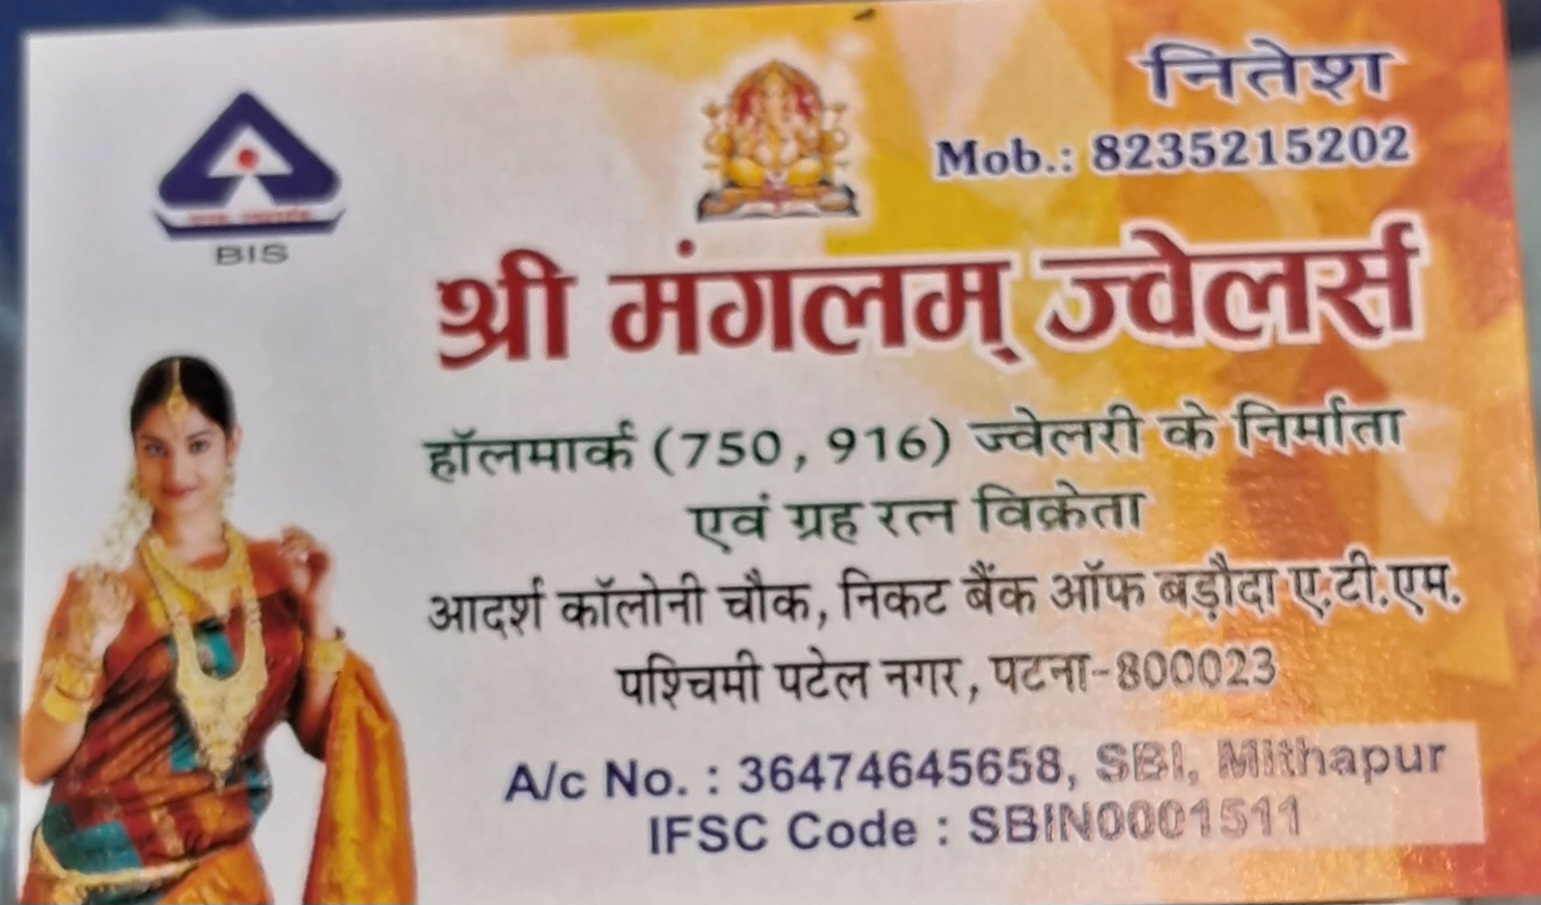 नितेश
Mob.: 8235215202
BIS
श्री मंगलम् ज्वेलर्स
हॉलमार्क (750, 916) ज्वेलरी के निर्माता
एवं ग्रह रत्न विक्रेता
आदर्श कॉलोनी चौक, निकट बैंक ऑफ बड़ौदा ए.टी.एम.
पश्चिमी पटेल नगर, पटना-800023
A/c No. : 36474645658, SBI, Mithapur
IFSC Code : SBIN0001511